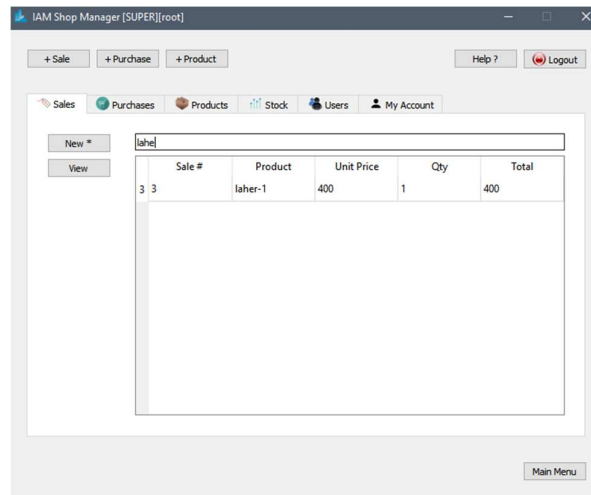 IAM Shop Manager [SUPER][root]
+ Sale + Purchase + Product Help ? Logout
Sales Purchases Products Stock Users My Account
New * lahe
View Sale # Product Unit Price Qty Total
3 3 laher-1 400 1 400
Main Menu